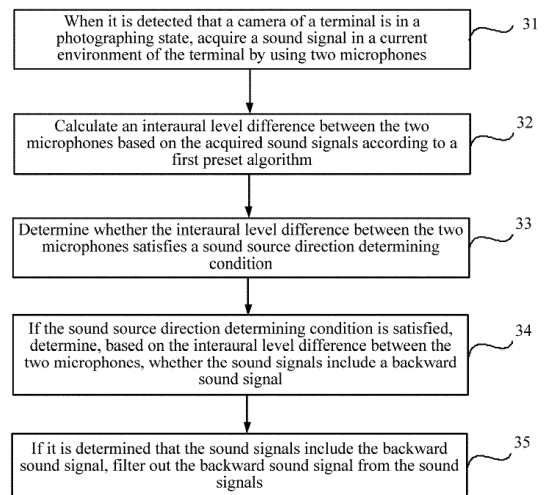 When it is detected that a camera of a terminal is in a
photographing state, acquire a sound signal in a current
environment of the terminal by using two microphones
31
Calculate an interaural level difference between the two
microphones based on the acquired sound signals according to a
first preset algorithm
32
Determine whether the interaural level difference between the two
microphones satisfies a sound source direction determining
condition
33
If the sound source direction determining condition is satisfied,
determine, based on the interaural level difference between the
two microphones, whether the sound signals include a backward
sound signal
34
If it is determined that the sound signals include the backward
sound signal, filter out the backward sound signal from the sound
signals
35